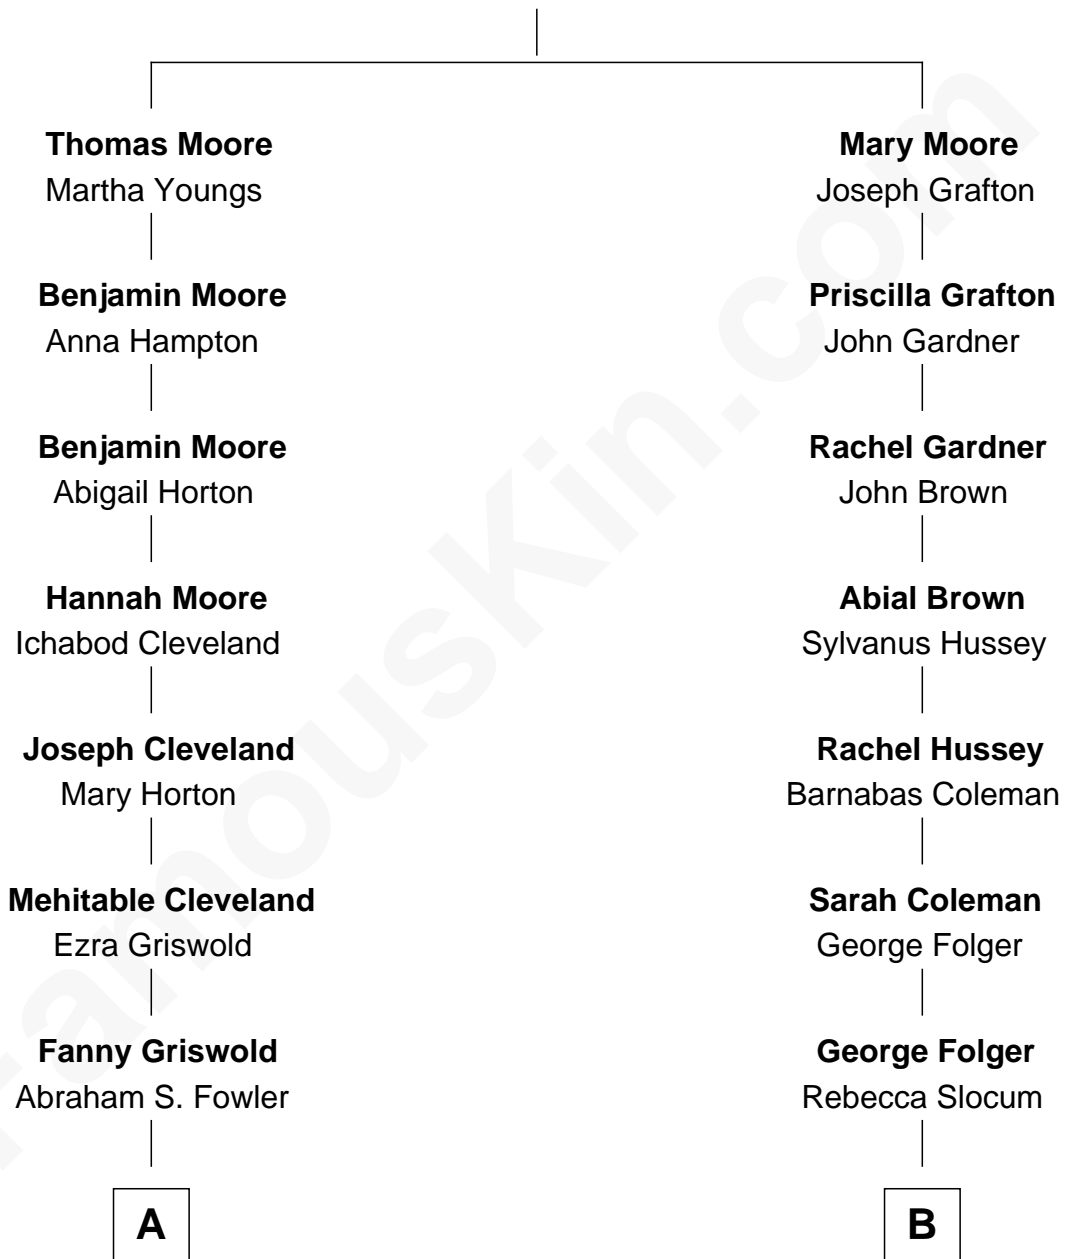 Thomas Moore
Martha Youngs
Benjamin Moore
Anna Hampton
Benjamin Moore
Abigail Horton
Hannah Moore
Ichabod Cleveland
Joseph Cleveland
Mary Horton
Mehitable Cleveland
Ezra Griswold
Fanny Griswold
Abraham S. Fowler
A
Mary Moore
Joseph Grafton
Priscilla Grafton
John Gardner
Rachel Gardner
John Brown
Abial Brown
Sylvanus Hussey
Rachel Hussey
Barnabas Coleman
Sarah Coleman
George Folger
George Folger
Rebecca Slocum
B
FamousKin.com